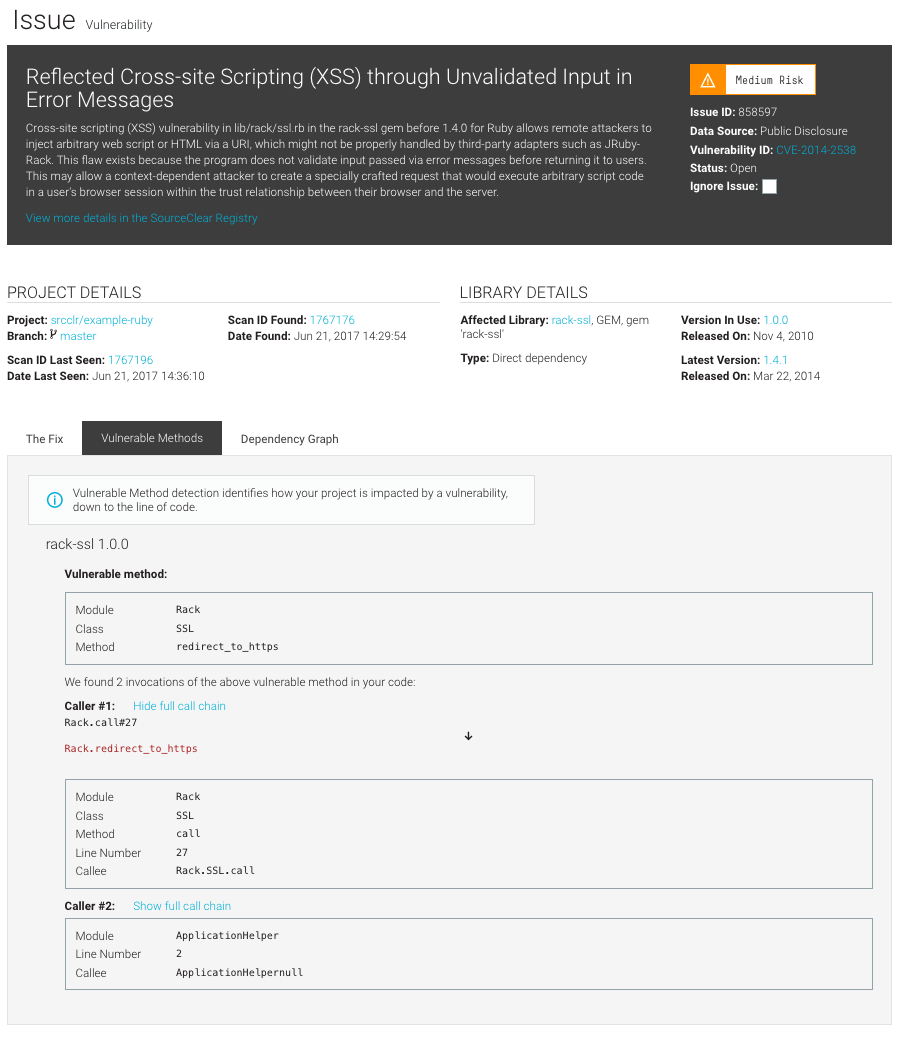 Issue Vulnerability
Reflected Cross-site Scripting (XSS) through Unvalidated Input in
Error Messages
Cross-site scripting (XSS) vulnerability in lib/rack/ssl.rb in the rack-ssl gem before 1.4.0 for Ruby allows remote attackers to
inject arbitrary web script or HTML via a URI, which might not be properly handled by third-party adapters such as JRuby-
Rack. This flaw exists because the program does not validate input passed via error messages before returning it to users.
This may allow a context-dependent attacker to create a specially crafted request that would execute arbitrary script code
in a user's browser session within the trust relationship between their browser and the server.
View more details in the SourceClear Registry
Medium Risk
Issue ID: 858597
Data Source: Public Disclosure
Vulnerability ID: CVE-2014-2538
Status: Open
Ignore Issue:
PROJECT DETAILS
Project: srcclr/example-ruby
Branch: master
Scan ID Last Seen: 1767196
Date Last Seen: Jun 21, 2017 14:36:10
Scan ID Found: 1767176
Date Found: Jun 21, 2017 14:29:54
LIBRARY DETAILS
Affected Library: rack-ssl, GEM, gem
'rack-ssl'
Type: Direct dependency
Version In Use: 1.0.0
Released On: Nov 4, 2010
Latest Version: 1.4.1
Released On: Mar 22, 2014
The Fix
Vulnerable Methods
Dependency Graph
Vulnerable Method detection identifies how your project is impacted by a vulnerability,
down to the line of code.
rack-ssl 1.0.0
Vulnerable method:
Module Rack
Class SSL
Method redirect_to_https
We found 2 invocations of the above vulnerable method in your code:
Caller #1: Hide full call chain
Rack.call#27
Rack.redirect_to_https
Module Rack
Class SSL
Method call
Line Number 27
Callee Rack.SSL.call
Caller #2: Show full call chain
Module ApplicationHelper
Line Number 2
Callee ApplicationHelpernull